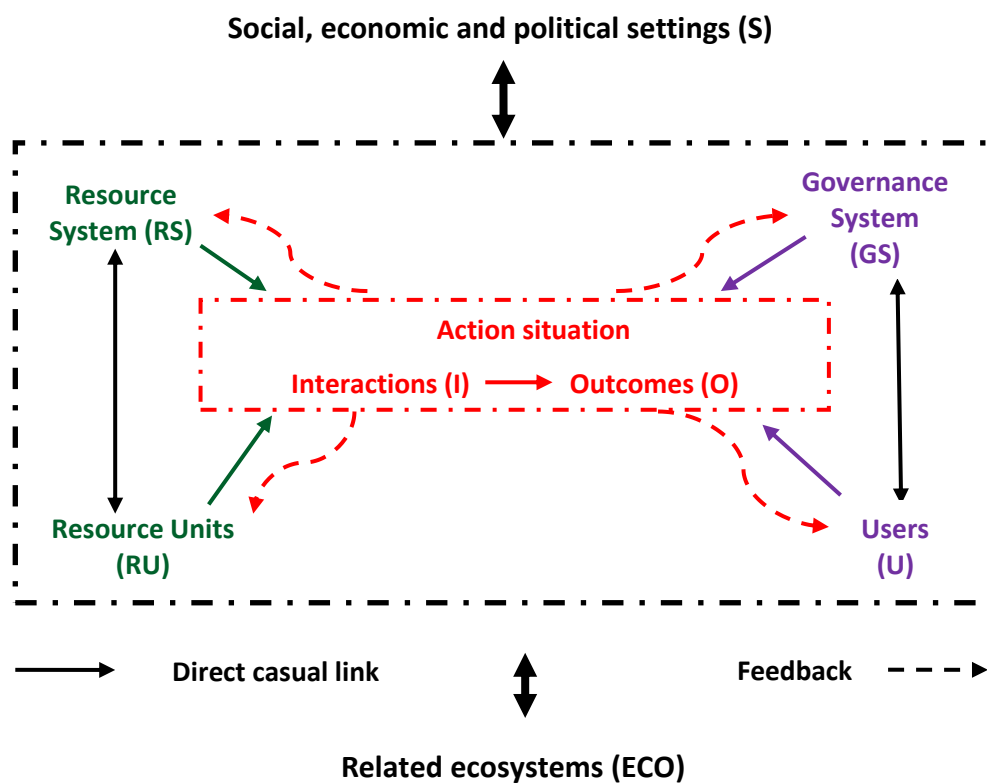 Social, economic and political settings (S)
Resource
System (RS)
Governance
System
(GS)
Action situation
Interactions (I)
Outcomes (O)
Resource Units
(RU)
Users
(U)
Direct casual link
Feedback
Related ecosystems (ECO)